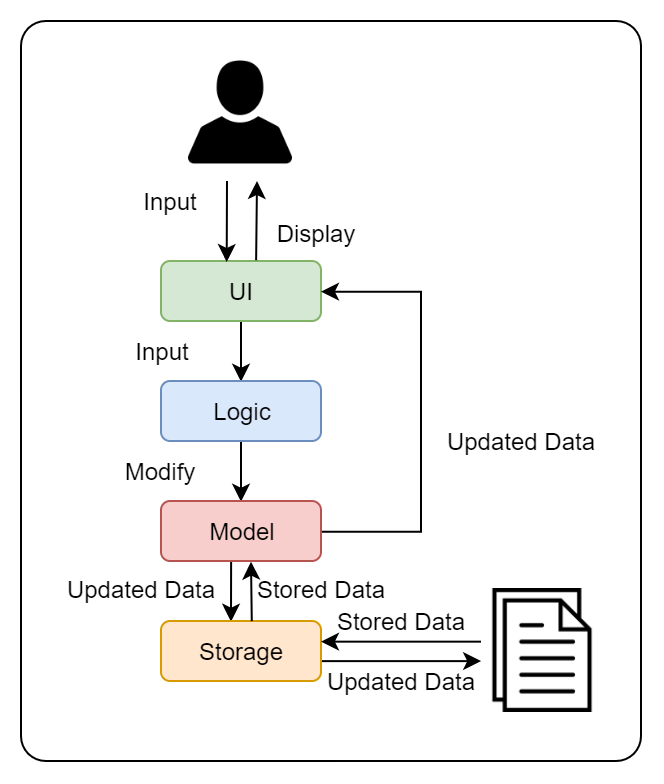 Input
Display
UI
Input
Logic
Updated Data
Modify
Model
Updated Data
Stored Data
Stored Data
Storage
Updated Data